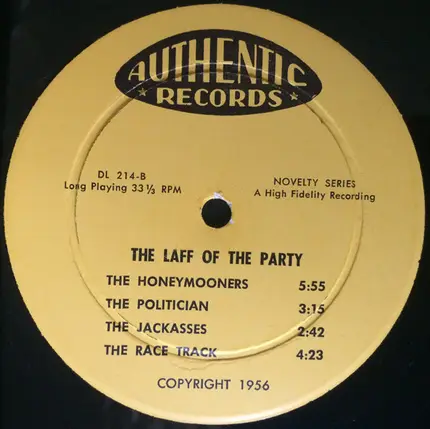 AUTHENTIC
★ RECORDS ★
DL 214-B
Long Playing 33 ⅓ RPM
NOVELTY SERIES
A High Fidelity Recording
THE LAFF OF THE PARTY
THE HONEYMOONERS 5:55
THE POLITICIAN 3:15
THE JACKASSES 2:42
THE RACE TRACK 4:23
COPYRIGHT 1956